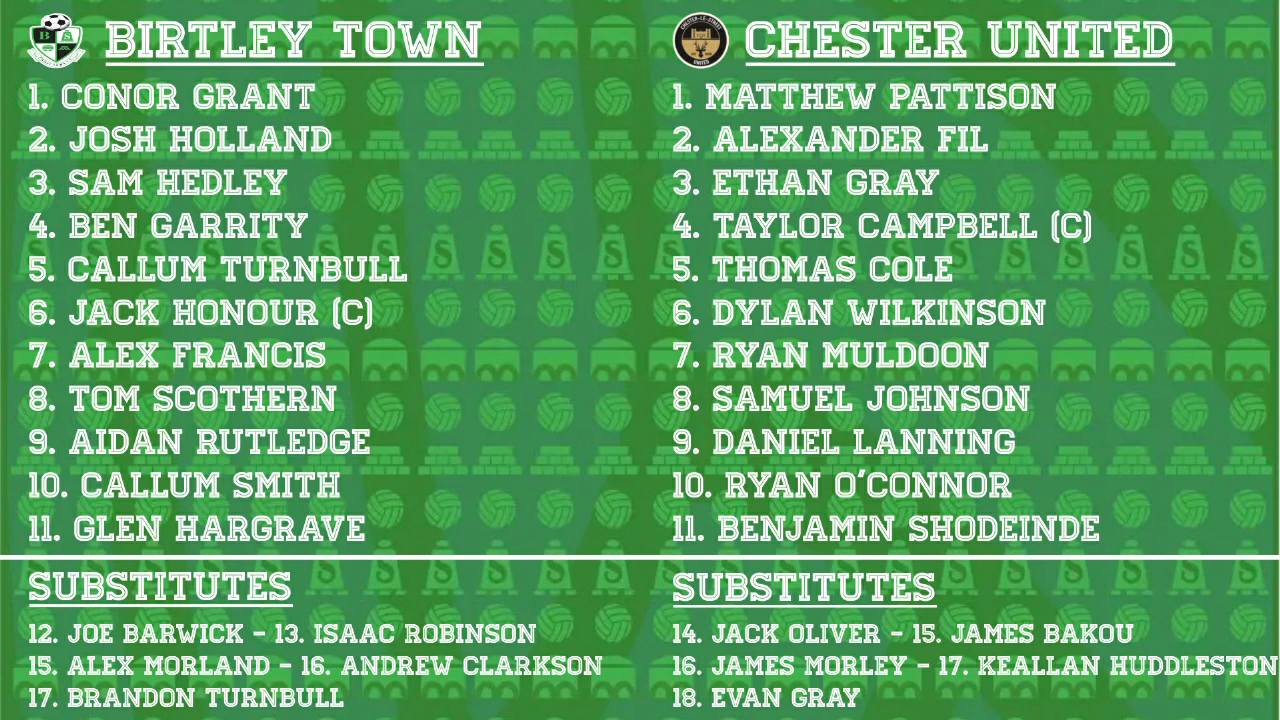 BIRTLEY TOWN
1. CONOR GRANT
2. JOSH HOLLAND
3. SAM HEDLEY
4. BEN GARRITY
5. CALLUM TURNBULL
6. JACK HONOUR (C)
7. ALEX FRANCIS
8. TOM SCOTHERN
9. AIDAN RUTLEDGE
10. CALLUM SMITH
11. GLEN HARGRAVE
SUBSTITUTES
12. JOE BARWICK - 13. ISAAC ROBINSON
15. ALEX MORLAND - 16. ANDREW CLARKSON
17. BRANDON TURNBULL
CHESTER-LE-STREET
UNITED
CHESTER UNITED
1. MATTHEW PATTISON
2. ALEXANDER FIL
3. ETHAN GRAY
4. TAYLOR CAMPBELL (C)
5. THOMAS COLE
6. DYLAN WILKINSON
7. RYAN MULDOON
8. SAMUEL JOHNSON
9. DANIEL LANNING
10. RYAN O'CONNOR
11. BENJAMIN SHODEINDE
SUBSTITUTES
14. JACK OLIVER - 15. JAMES BAKOU
16. JAMES MORLEY - 17. KEALLAN HUDDLESTON
18. EVAN GRAY